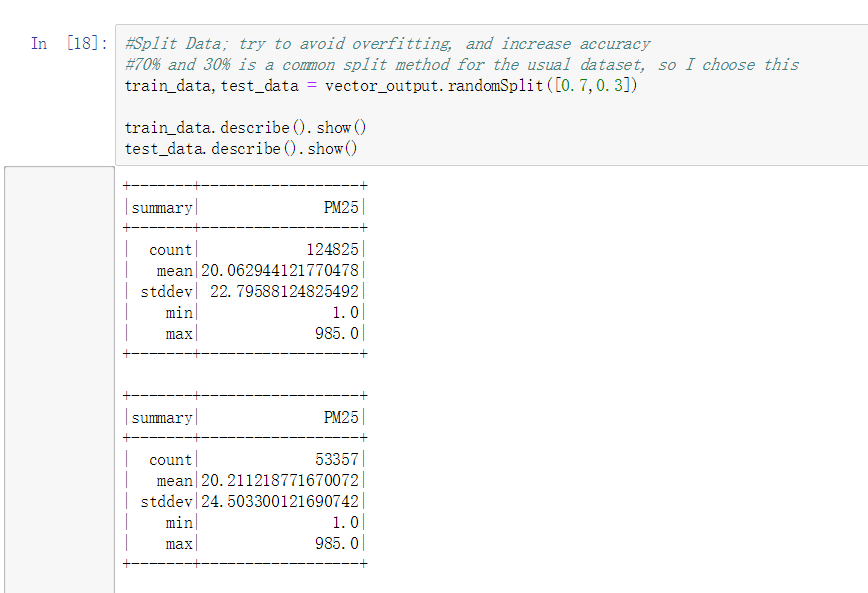 In [18]: #Split Data; try to avoid overfitting, and increase accuracy
#70% and 30% is a common split method for the usual dataset, so I choose this
train_data,test_data = vector_output.randomSplit([0.7,0.3])
train_data.describe().show()
test_data.describe().show()
+-------+------------------+
|summary|              PM25|
+-------+------------------+
|  count|            124825|
|   mean|20.062944121770478|
| stddev| 22.79588124825492|
|    min|               1.0|
|    max|             985.0|
+-------+------------------+
+-------+------------------+
|summary|              PM25|
+-------+------------------+
|  count|             53357|
|   mean|20.211218771670072|
| stddev|24.503300121690742|
|    min|               1.0|
|    max|             985.0|
+-------+------------------+